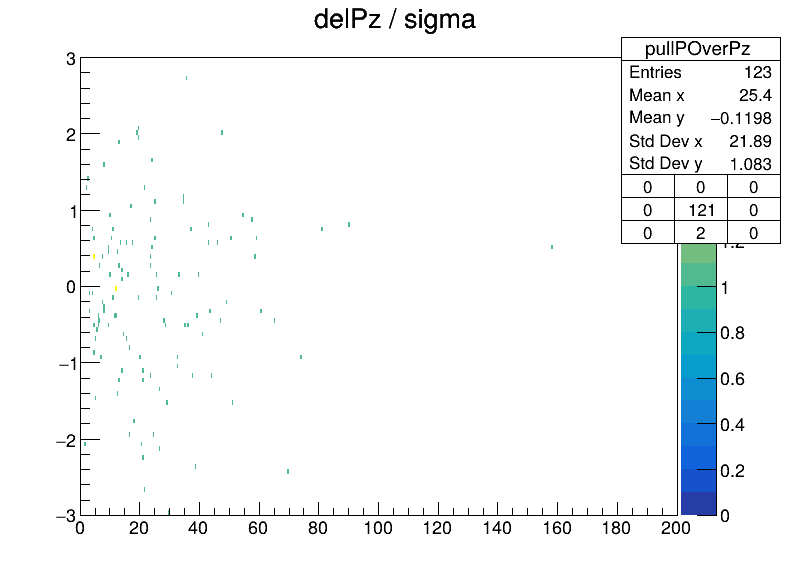 delPz / sigma
pullPOverPz
Entries 123
Mean x 25.4
Mean y −0.1198
Std Dev x 21.89
Std Dev y 1.083
0 0 0
0 121 0
0 2 0
3
2
1
0
−1
−2
−3
0 20 40 60 80 100 120 140 160 180 200
1
0.8
0.6
0.4
0.2
0